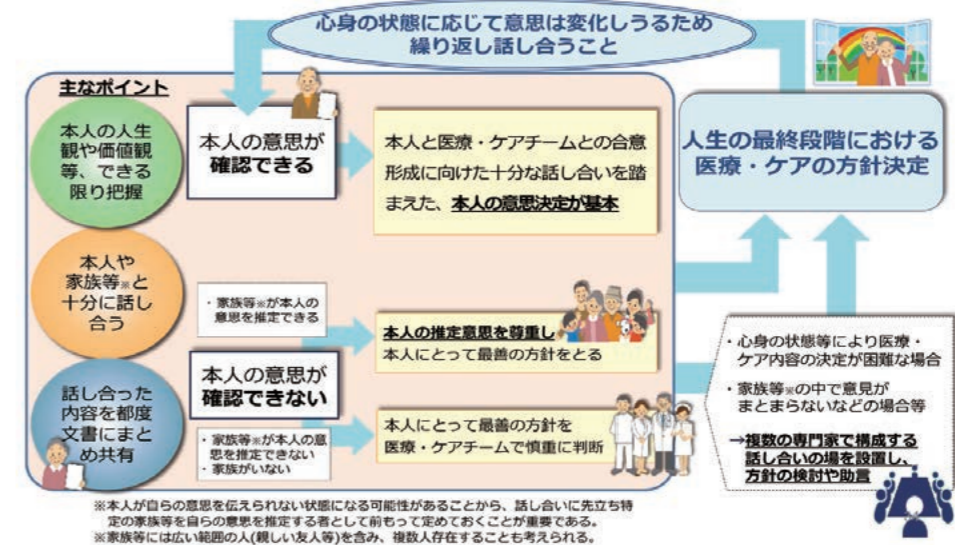 心身の状態に応じて意思は変化しうるため
繰り返し話し合うこと
主なポイント
本人の人生
観や価値観
等、できる
限り把握
本人や
家族等※と
十分に話し
合う
話し合った
内容を都度
文書にまと
め共有
本人の意思が
確認できる
本人と医療・ケアチームとの合意
形成に向けた十分な話し合いを踏
まえた、本人の意思決定が基本
・家族等※が本人の
意思を推定できる
本人の意思が
確認できない
・家族等※が本人の意
思を推定できない
・家族がいない
本人の推定意思を尊重し
本人にとって最善の方針をとる
本人にとって最善の方針を
医療・ケアチームで慎重に判断
人生の最終段階における
医療・ケアの方針決定
・心身の状態等により医療・
ケア内容の決定が困難な場合
・家族等※の中で意見が
まとまらないなどの場合等
→複数の専門家で構成する
話し合いの場を設置し、
方針の検討や助言
※本人が自らの意思を伝えられない状態になる可能性があることから、話し合いに先立ち特
定の家族等を自らの意思を推定する者として前もって定めておくことが重要である。
※家族等には広い範囲の人(親しい友人等)を含み、複数人存在することも考えられる。